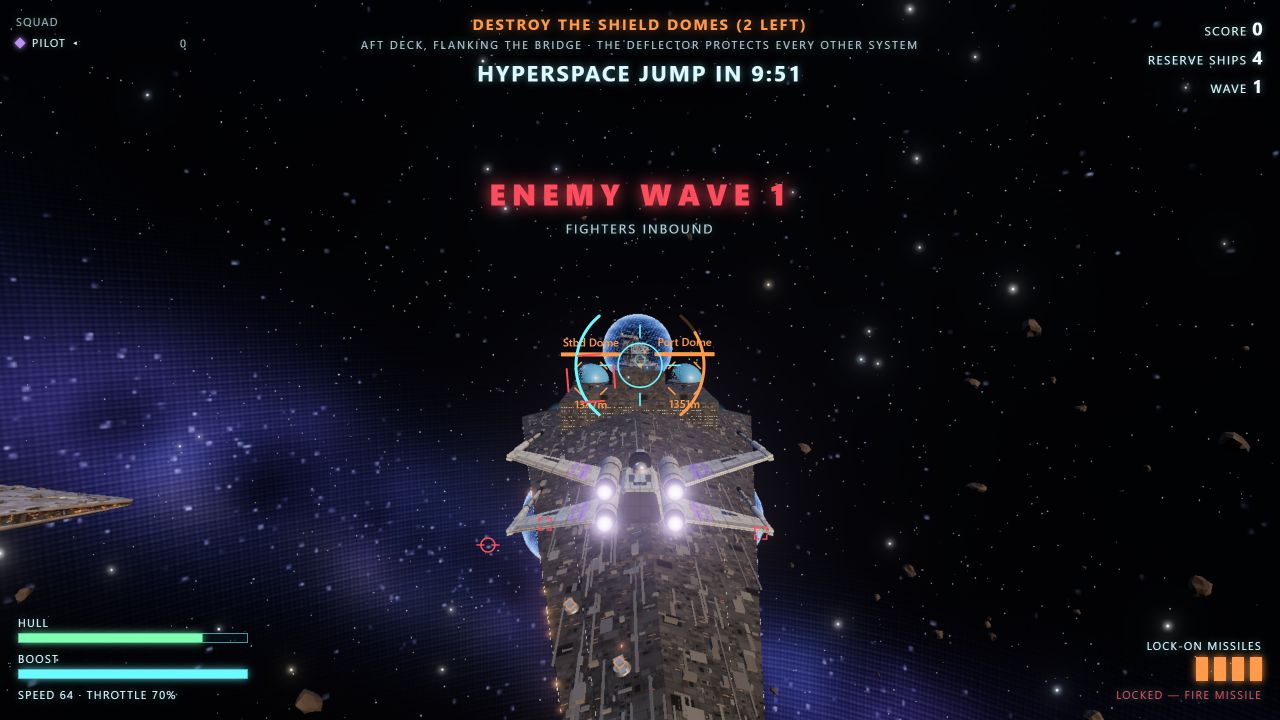 SQUAD
PILOT
0
DESTROY THE SHIELD DOMES (2 LEFT)
AFT DECK, FLANKING THE BRIDGE · THE DEFLECTOR PROTECTS EVERY OTHER SYSTEM
HYPERSPACE JUMP IN 9:51
SCORE 0
RESERVE SHIPS 4
WAVE 1
ENEMY WAVE 1
FIGHTERS INBOUND
Stbd Dome
Port Dome
1351m
HULL
BOOST
SPEED 64 · THROTTLE 70%
LOCK-ON MISSILES
LOCKED — FIRE MISSILE